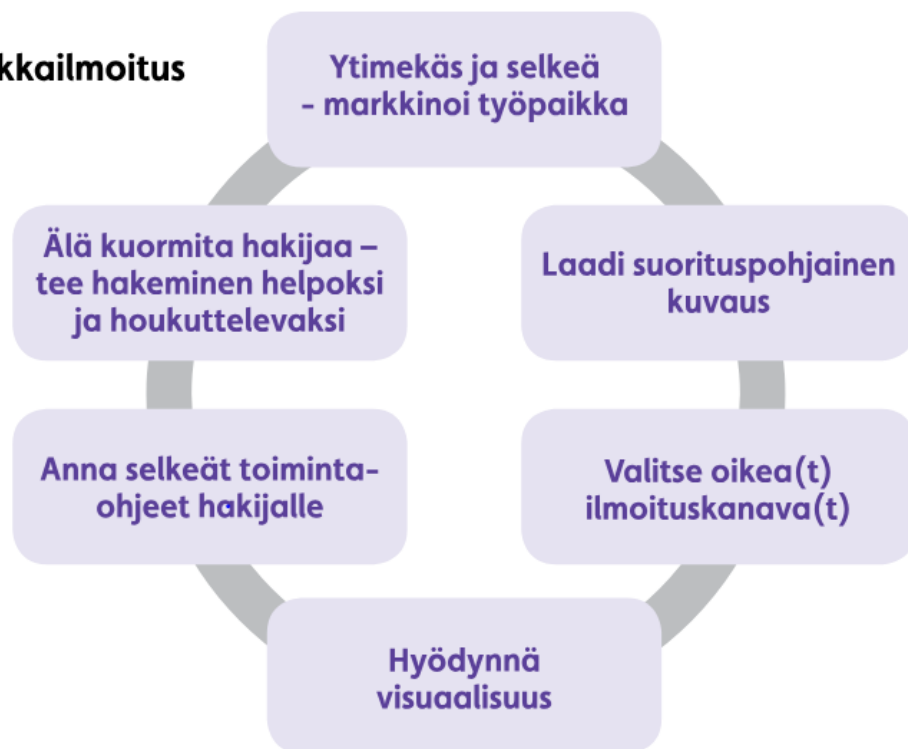 kkailmoitus
Ytimekäs ja selkeä
- markkinoi työpaikka
Laadi suorituspohjainen
kuvaus
Valitse oikea(t)
ilmoituskanava(t)
Hyödynnä
visuaalisuus
Anna selkeät toiminta-
ohjeet hakijalle
Älä kuormita hakijaa –
tee hakeminen helpoksi
ja houkuttelevaksi